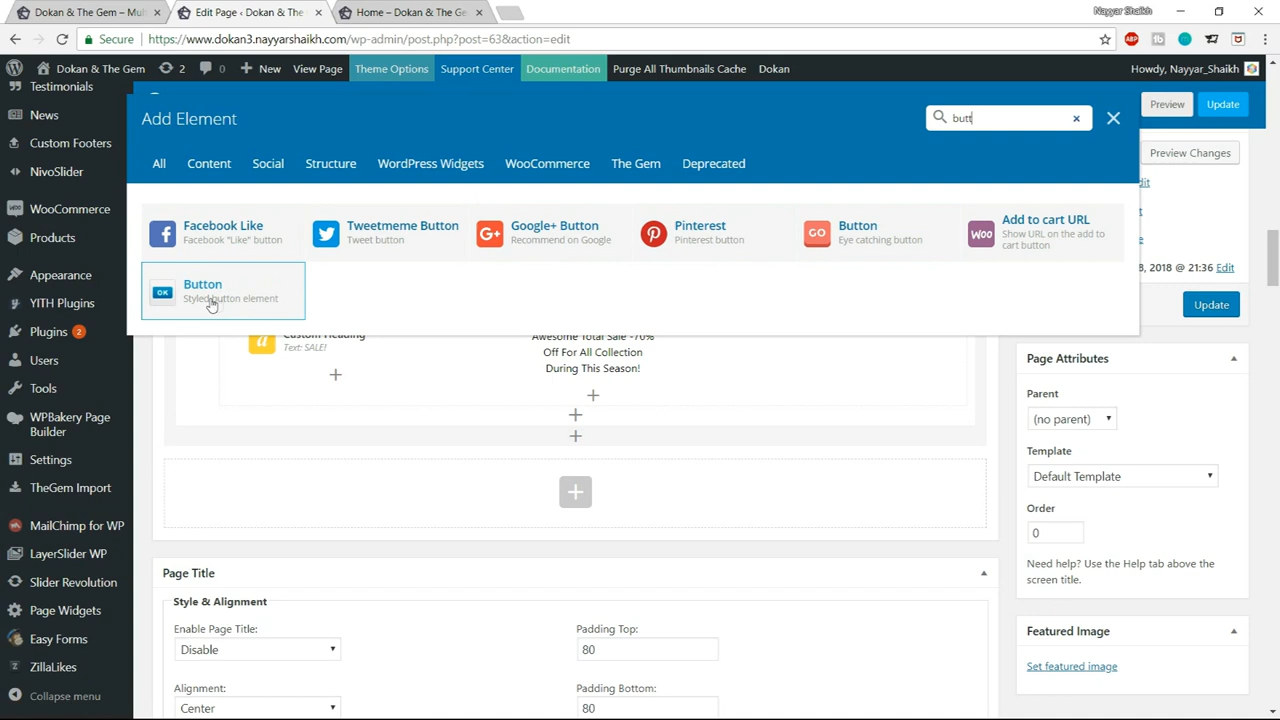 Dokan & The Gem – Mul
Edit Page ‹ Dokan & The
Home – Dokan & The Ge
Nayyar Shaikh
Secure
https://www.dokan3.nayyarshaikh.com/wp-admin/post.php?post=63&action=edit
ABP
Dokan & The Gem
2
0
New
View Page
Theme Options
Support Center
Documentation
Purge All Thumbnails Cache
Dokan
Howdy, Nayyar_Shaikh
Testimonials
News
Custom Footers
NivoSlider
WooCommerce
Products
Appearance
YITH Plugins
Plugins 2
Users
Tools
WPBakery Page
Builder
Settings
TheGem Import
MailChimp for WP
LayerSlider WP
Slider Revolution
Page Widgets
Easy Forms
ZillaLikes
Collapse menu
Add Element
butt
All
Content
Social
Structure
WordPress Widgets
WooCommerce
The Gem
Deprecated
Facebook Like
Facebook "Like" button
Tweetmeme Button
Tweet button
G+
Google+ Button
Recommend on Google
Pinterest
Pinterest button
GO
Button
Eye catching button
Woo
Add to cart URL
Show URL on the add to
cart button
OK
Button
Styled button element
Custom Heading
Text: SALE!
Awesome Total Sale -70%
Off For All Collection
During This Season!
Page Title
Style & Alignment
Enable Page Title:
Disable
Padding Top:
80
Alignment:
Center
Padding Bottom:
80
Preview
Update
Preview Changes
8, 2018 @ 21:36 Edit
Update
Page Attributes
Parent
(no parent)
Template
Default Template
Order
0
Need help? Use the Help tab above the
screen title.
Featured Image
Set featured image